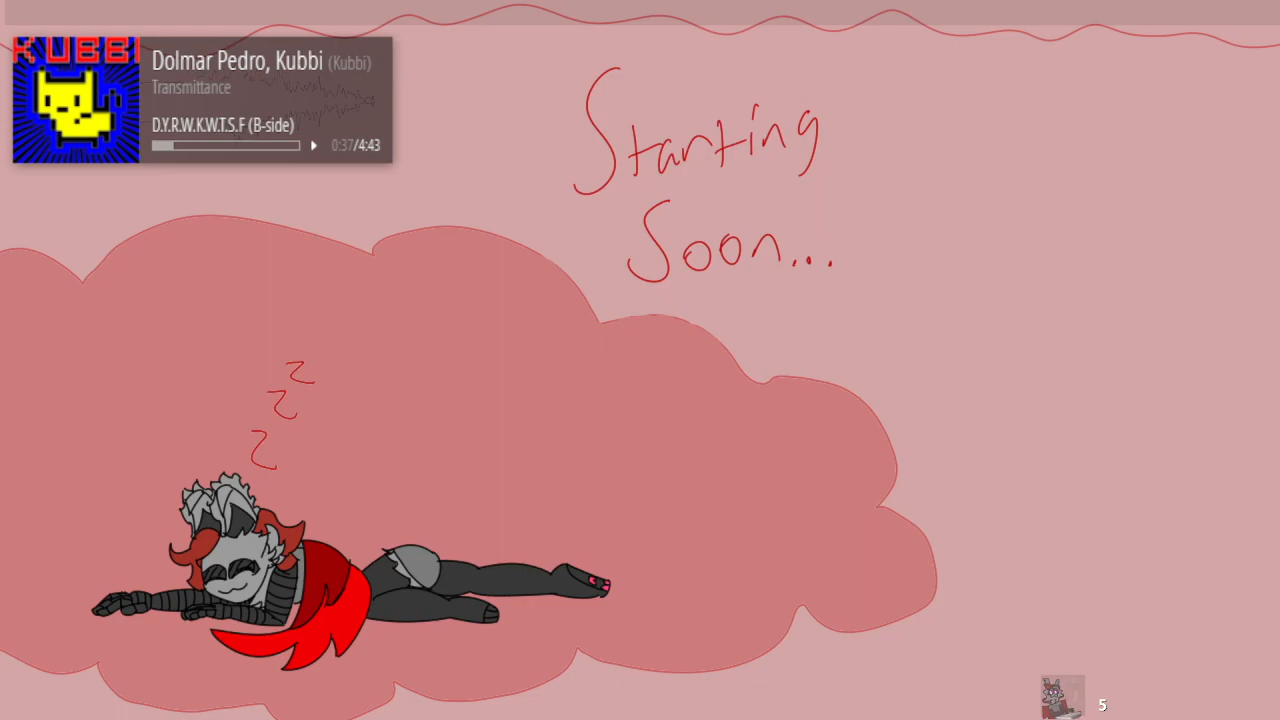 KUBBI
Dolmar Pedro, Kubbi (Kubbi)
Transmittance
D.Y.R.W.K.W.T.S.F (B-side)
0:37/4:43
Starting
Soon...
z
z
z
5